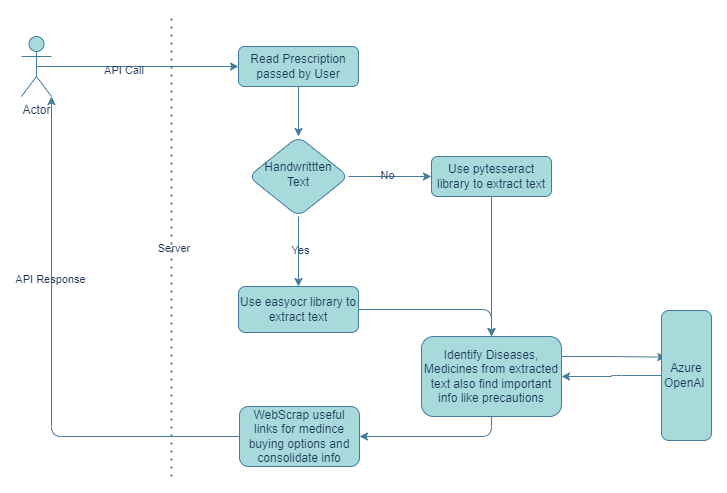 Read Prescription
passed by User
API Call
Actor
Handwrittten
Text
No
Use pytesseract
library to extract text
Server
Yes
API Response
Use easyocr library to
extract text
Identify Diseases,
Medicines from extracted
text also find important
info like precautions
Azure
OpenAI
WebScrap useful
links for medince
buying options and
consolidate info